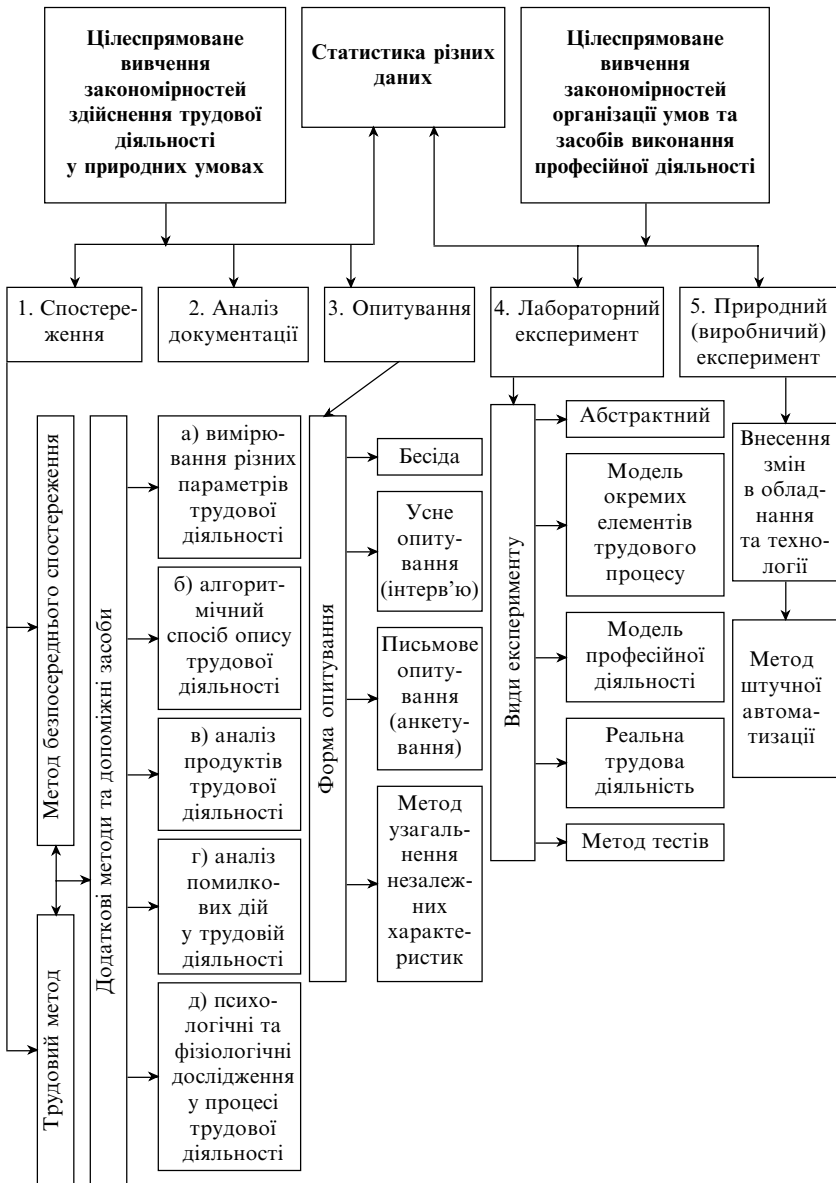 Цілеспрямоване
вивчення
закономірностей
здійснення трудової
діяльності
у природних умовах
Статистика різних
даних
Цілеспрямоване
вивчення
закономірностей
організації умов та
засобів виконання
професійної діяльності
1. Спостере-
ження
2. Аналіз
документації
3. Опитування
4. Лабораторний
експеримент
5. Природний
(виробничий)
експеримент
Метод безпосереднього спостереження
Трудовий метод
Додаткові методи та допоміжні засоби
а) вимірю-
вання різних
параметрів
трудової
діяльності
б) алгорит-
мічний
спосіб опису
трудової
діяльності
в) аналіз
продуктів
трудової
діяльності
г) аналіз
помилко-
вих дій
у трудовій
діяльності
д) психо-
логічні та
фізіологічні
дослідження
у процесі
трудової
діяльності
Форма опитування
Бесіда
Усне
опиту-
вання
(інтерв’ю)
Письмове
опиту-
вання
(анкету-
вання)
Метод
узагаль-
нення
незалеж-
них
характе-
ристик
Види експерименту
Абстрактний
Модель
окремих
елементів
трудового
процесу
Модель
професійної
діяльності
Реальна
трудова
діяльність
Метод тестів
Внесення
змін
в облад-
нання
та техно-
логії
Метод
штучної
автома-
тизації